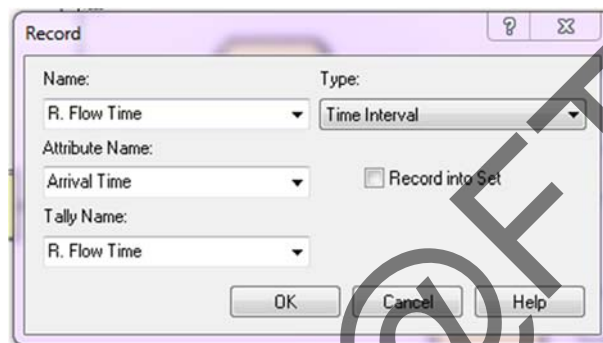 Record
Name:
Type:
R. Flow Time
Time Interval
Attribute Name:
Arrival Time
Record into Set
Tally Name:
R. Flow Time
OK
Cancel
Help